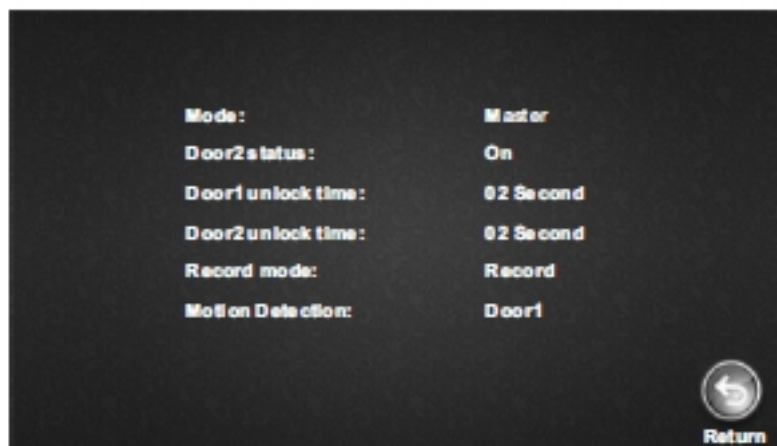 Mode: Master
Door2 status: On
Door1 unlock time: 02 Second
Door2 unlock time: 02 Second
Record mode: Record
Motion Detection: Door1
Return